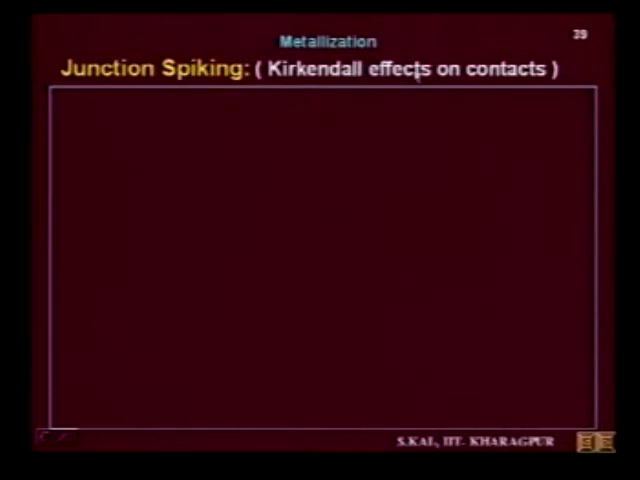 39
Metallization
Junction Spiking: ( Kirkendall effects on contacts )
S.KAL, IIT- KHARAGPUR